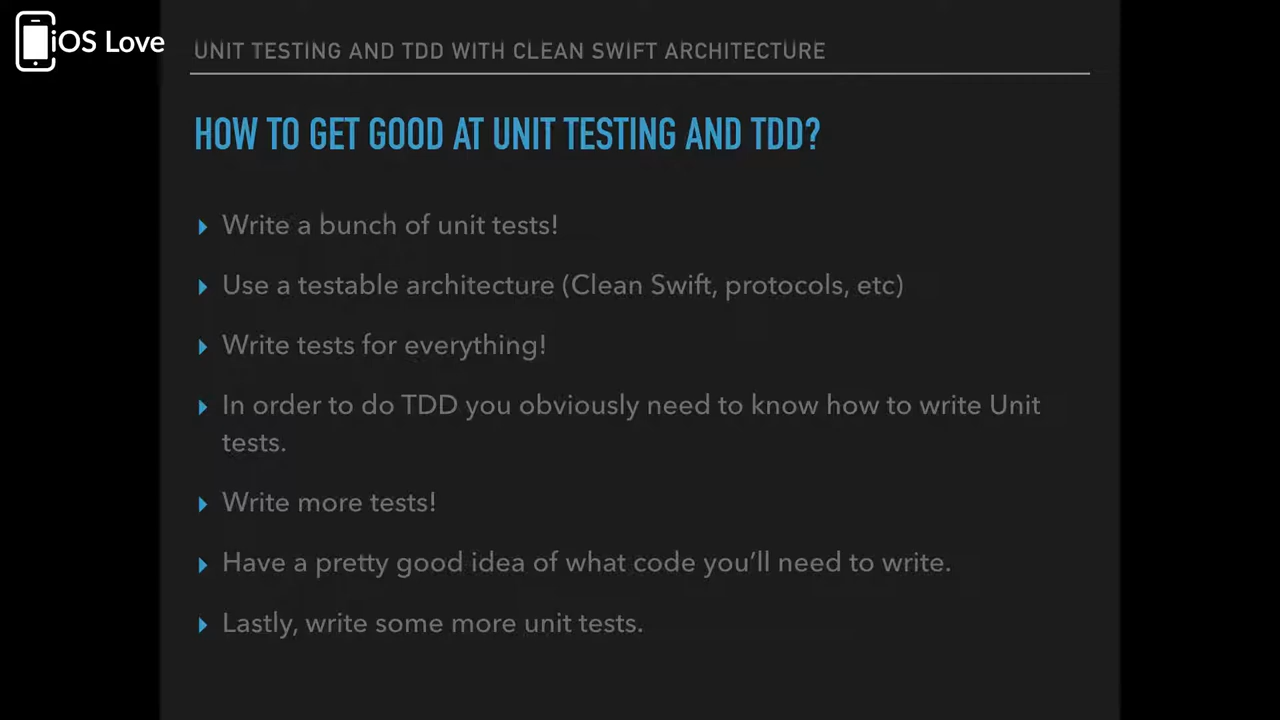 iOS Love
UNIT TESTING AND TDD WITH CLEAN SWIFT ARCHITECTURE
HOW TO GET GOOD AT UNIT TESTING AND TDD?
Write a bunch of unit tests!
Use a testable architecture (Clean Swift, protocols, etc)
Write tests for everything!
In order to do TDD you obviously need to know how to write Unit
tests.
Write more tests!
Have a pretty good idea of what code you’ll need to write.
Lastly, write some more unit tests.